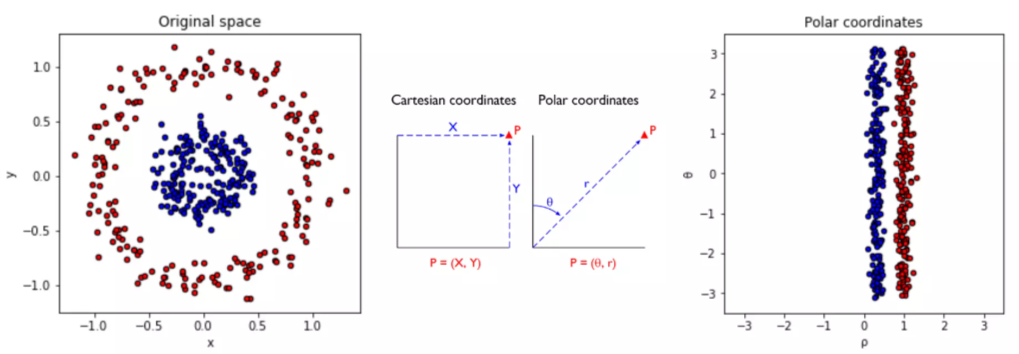 Original space
1.0
0.5
0.0
−0.5
−1.0
y
−1.0 −0.5 0.0 0.5 1.0
x
Cartesian coordinates
X
P
Y
P = (X, Y)
Polar coordinates
P
r
θ
P = (θ, r)
Polar coordinates
3
2
1
0
−1
−2
−3
θ
−3 −2 −1 0 1 2 3
ρ